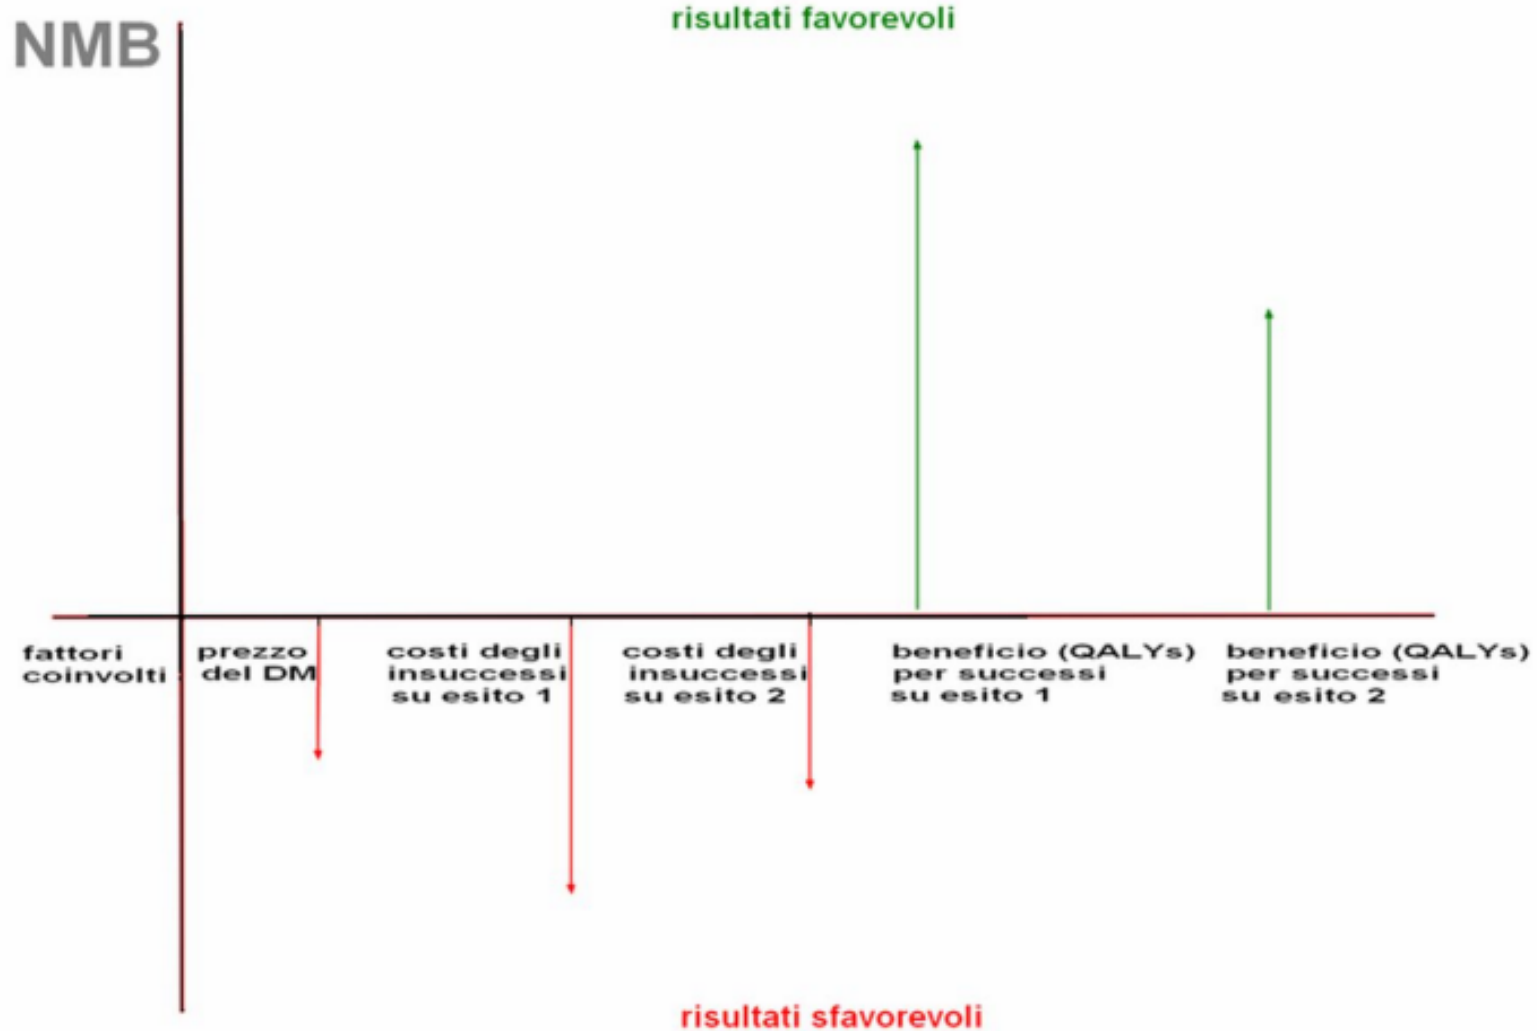 risultati favorevoli
NMB
fattori
coinvolti
prezzo
del DM
costi degli
insuccessi
su esito 1
costi degli
insuccessi
su esito 2
beneficio (QALYs)
per successi
su esito 1
beneficio (QALYs)
per successi
su esito 2
risultati sfavorevoli